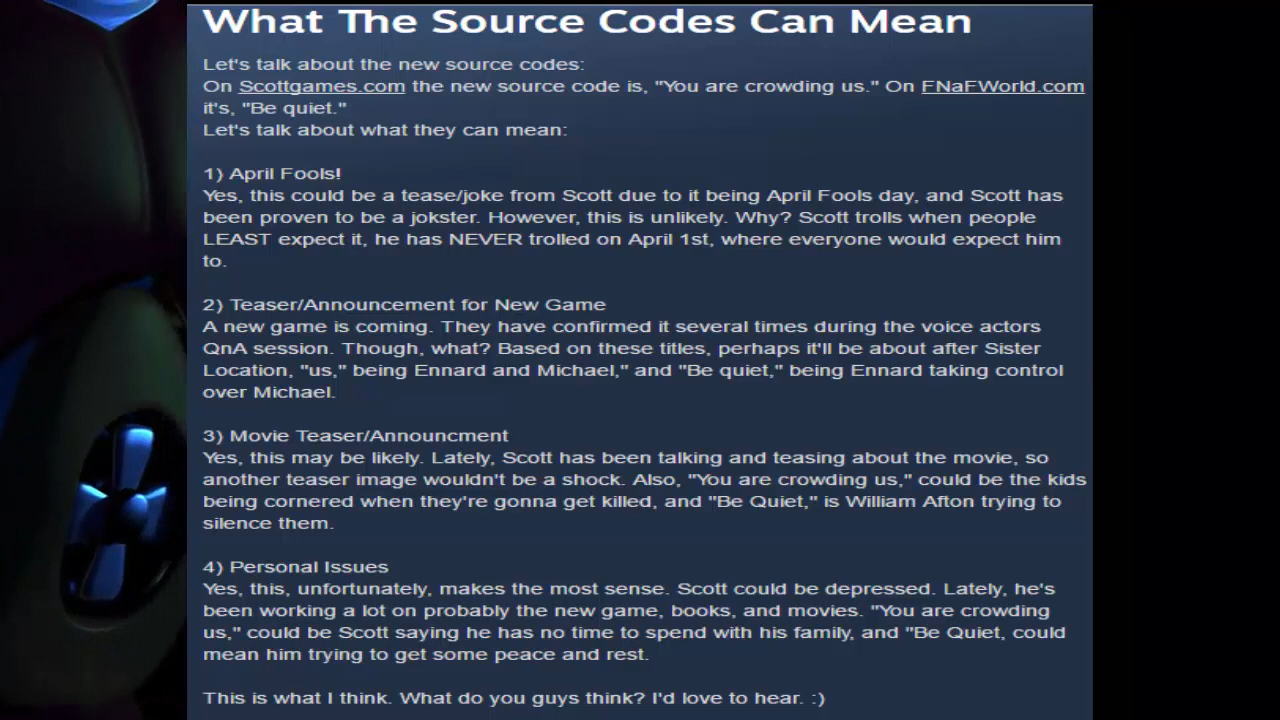 What The Source Codes Can Mean
Let's talk about the new source codes:
On Scottgames.com the new source code is, "You are crowding us." On FNaFWorld.com
it's, "Be quiet."
Let's talk about what they can mean:
1) April Fools!
Yes, this could be a tease/joke from Scott due to it being April Fools day, and Scott has
been proven to be a jokster. However, this is unlikely. Why? Scott trolls when people
LEAST expect it, he has NEVER trolled on April 1st, where everyone would expect him
to.
2) Teaser/Announcement for New Game
A new game is coming. They have confirmed it several times during the voice actors
QnA session. Though, what? Based on these titles, perhaps it'll be about after Sister
Location, "us," being Ennard and Michael," and "Be quiet," being Ennard taking control
over Michael.
3) Movie Teaser/Announcment
Yes, this may be likely. Lately, Scott has been talking and teasing about the movie, so
another teaser image wouldn't be a shock. Also, "You are crowding us," could be the kids
being cornered when they're gonna get killed, and "Be Quiet," is William Afton trying to
silence them.
4) Personal Issues
Yes, this, unfortunately, makes the most sense. Scott could be depressed. Lately, he's
been working a lot on probably the new game, books, and movies. "You are crowding
us," could be Scott saying he has no time to spend with his family, and "Be Quiet, could
mean him trying to get some peace and rest.
This is what I think. What do you guys think? I'd love to hear. :)